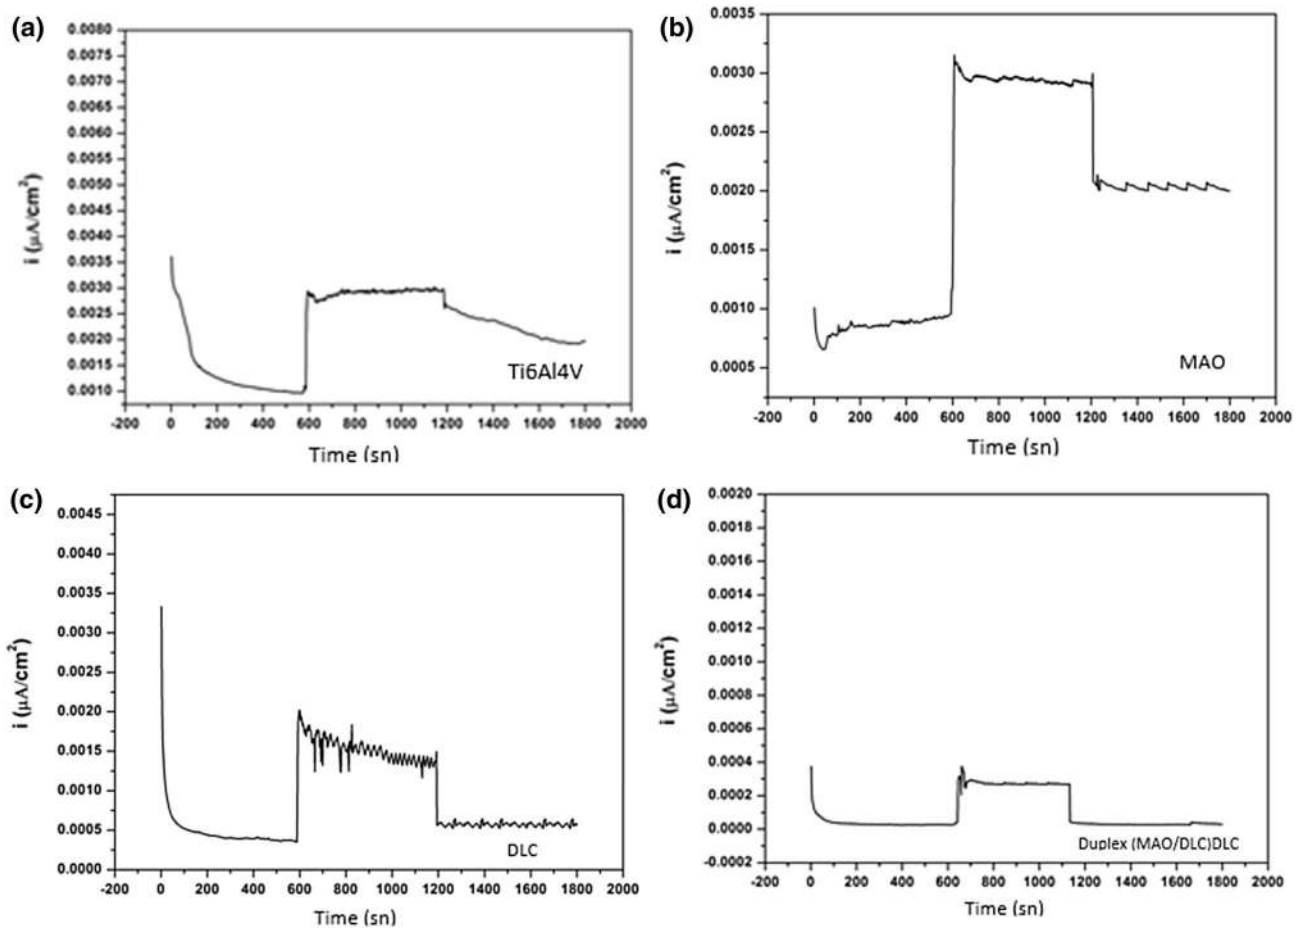 (a)
0.0080
0.0075
0.0070
0.0065
0.0060
0.0055
0.0050
0.0045
0.0040
0.0035
0.0030
0.0025
0.0020
0.0015
0.0010
i (μA/cm²)
Ti6Al4V
-200 0 200 400 600 800 1000 1200 1400 1600 1800 2000
Time (sn)
(b)
0.0035
0.0030
0.0025
0.0020
0.0015
0.0010
0.0005
i (μA/cm²)
MAO
-200 0 200 400 600 800 1000 1200 1400 1600 1800 2000
Time (sn)
(c)
0.0045
0.0040
0.0035
0.0030
0.0025
0.0020
0.0015
0.0010
0.0005
0.0000
i (μA/cm²)
DLC
-200 0 200 400 600 800 1000 1200 1400 1600 1800 2000
Time (sn)
(d)
0.0020
0.0018
0.0016
0.0014
0.0012
0.0010
0.0008
0.0006
0.0004
0.0002
0.0000
-0.0002
i (μA/cm²)
Duplex (MAO/DLC)DLC
-200 0 200 400 600 800 1000 1200 1400 1600 1800 2000
Time (sn)